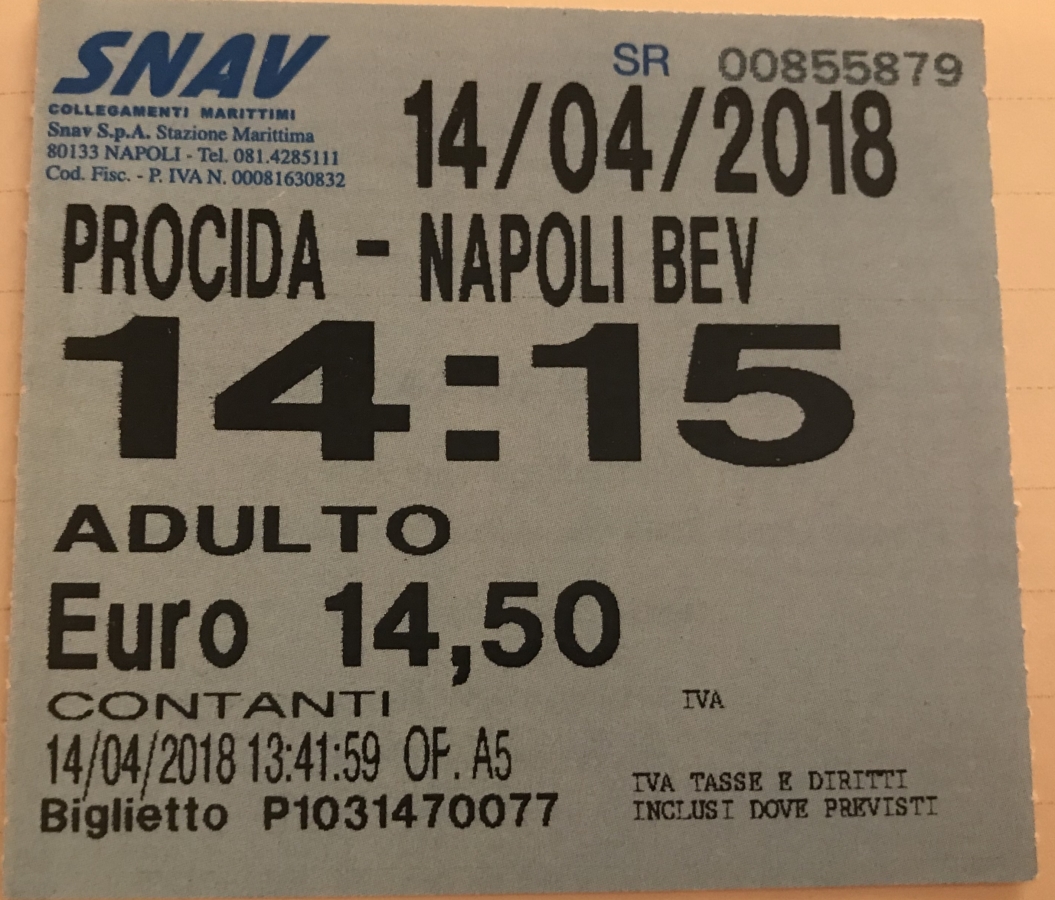 SNAV
COLLEGAMENTI MARITTIMI
Snav S.p.A. Stazione Marittima
80133 NAPOLI - Tel. 081.4285111
Cod. Fisc. - P. IVA N. 00081630832
SR 00855879
14/04/2018
PROCIDA - NAPOLI BEV
14:15
ADULTO
Euro 14,50
CONTANTI IVA
14/04/2018 13:41:59 OF. A5
Biglietto P1031470077
IVA TASSE E DIRITTI
INCLUSI DOVE PREVISTI